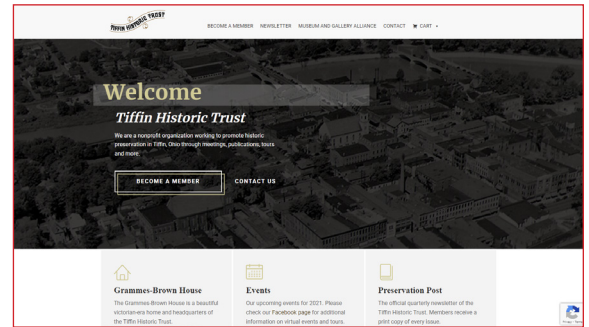 TIFFIN HISTORIC TRUST
BECOME A MEMBER NEWSLETTER MUSEUM AND GALLERY ALLIANCE CONTACT CART
Welcome
Tiffin Historic Trust
We are a nonprofit organization working to promote historic
preservation in Tiffin, Ohio through meetings, publications, tours
and more.
BECOME A MEMBER CONTACT US
Grammes-Brown House Events Preservation Post
The Grammes-Brown House is a beautiful
victorian-era home and headquarters of
the Tiffin Historic Trust.
Our upcoming events for 2021. Please
check our Facebook page for additional
information on virtual events and tours.
The official quarterly newsletter of the
Tiffin Historic Trust. Members receive a
print copy of every issue.